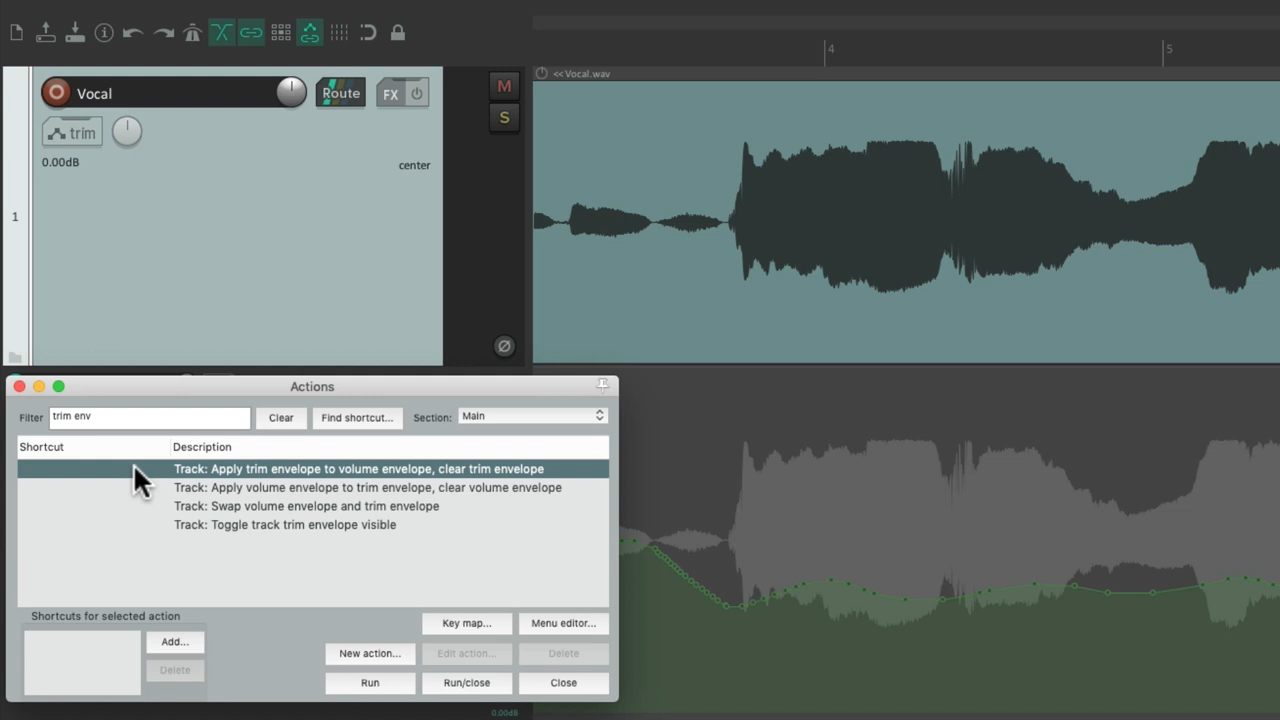 4
5
<< Vocal.wav
Vocal
Route
FX
M
S
trim
0.00dB
center
1
Actions
Filter
trim env
Clear
Find shortcut...
Section:
Main
Shortcut
Description
Track: Apply trim envelope to volume envelope, clear trim envelope
Track: Apply volume envelope to trim envelope, clear volume envelope
Track: Swap volume envelope and trim envelope
Track: Toggle track trim envelope visible
Shortcuts for selected action
Add...
Delete
Key map...
Menu editor...
New action...
Edit action...
Delete
Run
Run/close
Close
0.00dB